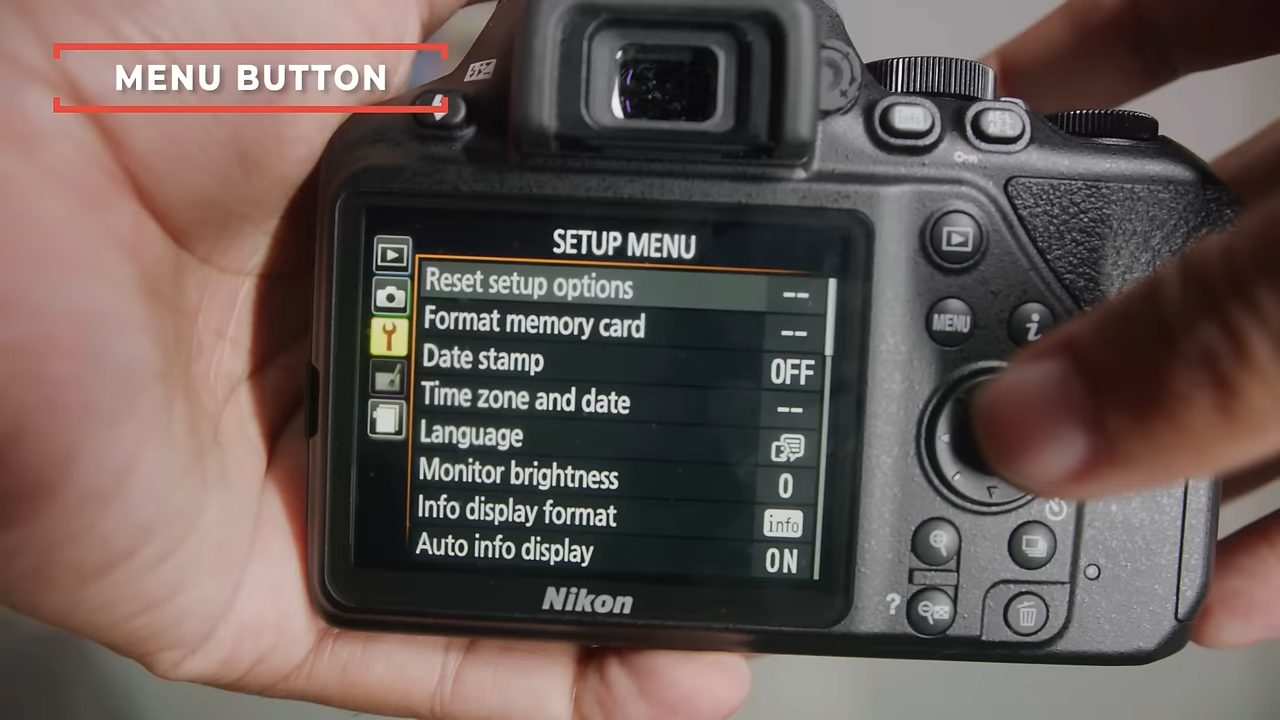 MENU BUTTON
info
SETUP MENU
Reset setup options --
Format memory card --
Date stamp OFF
Time zone and date --
Language
Monitor brightness 0
Info display format info
Auto info display ON
MENU
i
?
Nikon